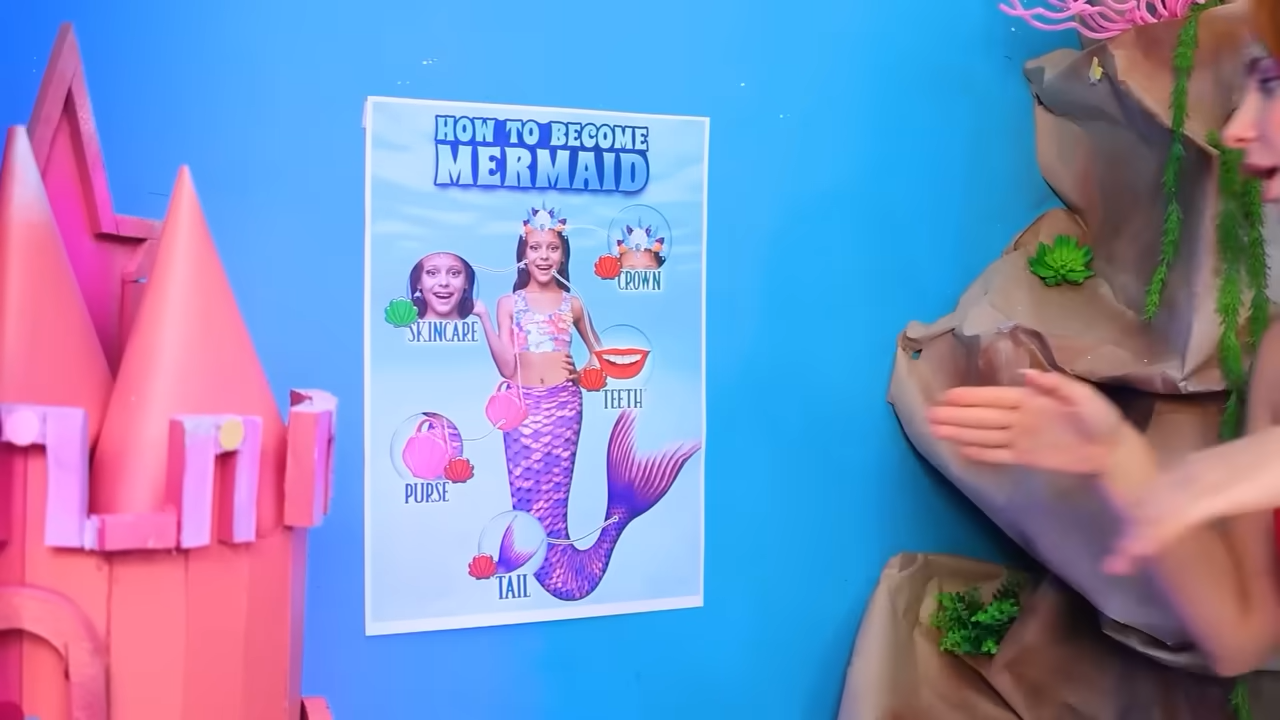 HOW TO BECOME
MERMAID
CROWN
SKINCARE
TEETH
PURSE
TAIL